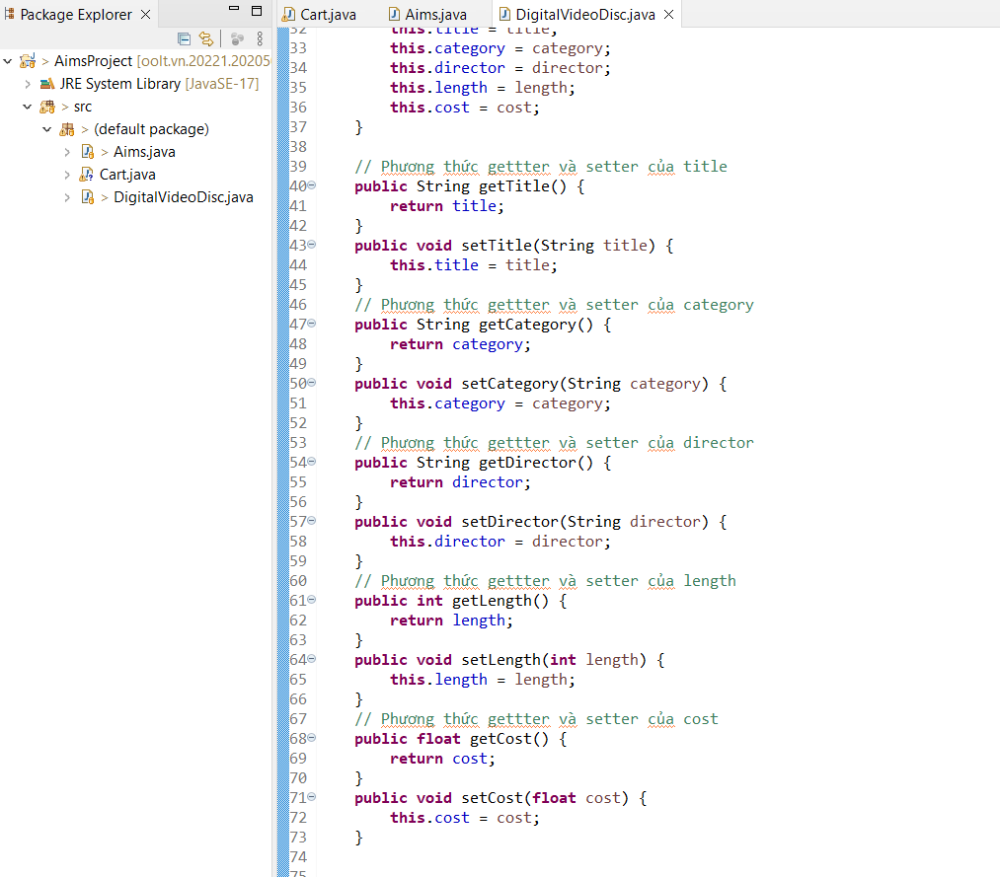 Package Explorer
Cart.java
Aims.java
DigitalVideoDisc.java
> AimsProject [oolt.vn.20221.202050
JRE System Library [JavaSE-17]
> src
> (default package)
> Aims.java
Cart.java
> DigitalVideoDisc.java
32 this.title = title;
33 this.category = category;
34 this.director = director;
35 this.length = length;
36 this.cost = cost;
37 }
38
39 // Phương thức gettter và setter của title
40 public String getTitle() {
41 return title;
42 }
43 public void setTitle(String title) {
44 this.title = title;
45 }
46 // Phương thức gettter và setter của category
47 public String getCategory() {
48 return category;
49 }
50 public void setCategory(String category) {
51 this.category = category;
52 }
53 // Phương thức gettter và setter của director
54 public String getDirector() {
55 return director;
56 }
57 public void setDirector(String director) {
58 this.director = director;
59 }
60 // Phương thức gettter và setter của length
61 public int getLength() {
62 return length;
63 }
64 public void setLength(int length) {
65 this.length = length;
66 }
67 // Phương thức gettter và setter của cost
68 public float getCost() {
69 return cost;
70 }
71 public void setCost(float cost) {
72 this.cost = cost;
73 }
74
75